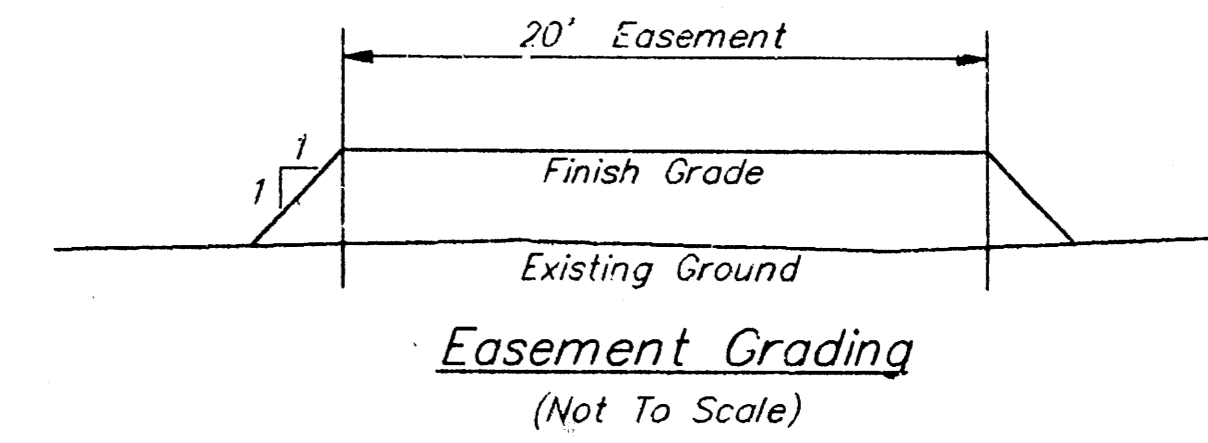 20' Easement
1
1
Finish Grade
Existing Ground
Easement Grading
(Not To Scale)